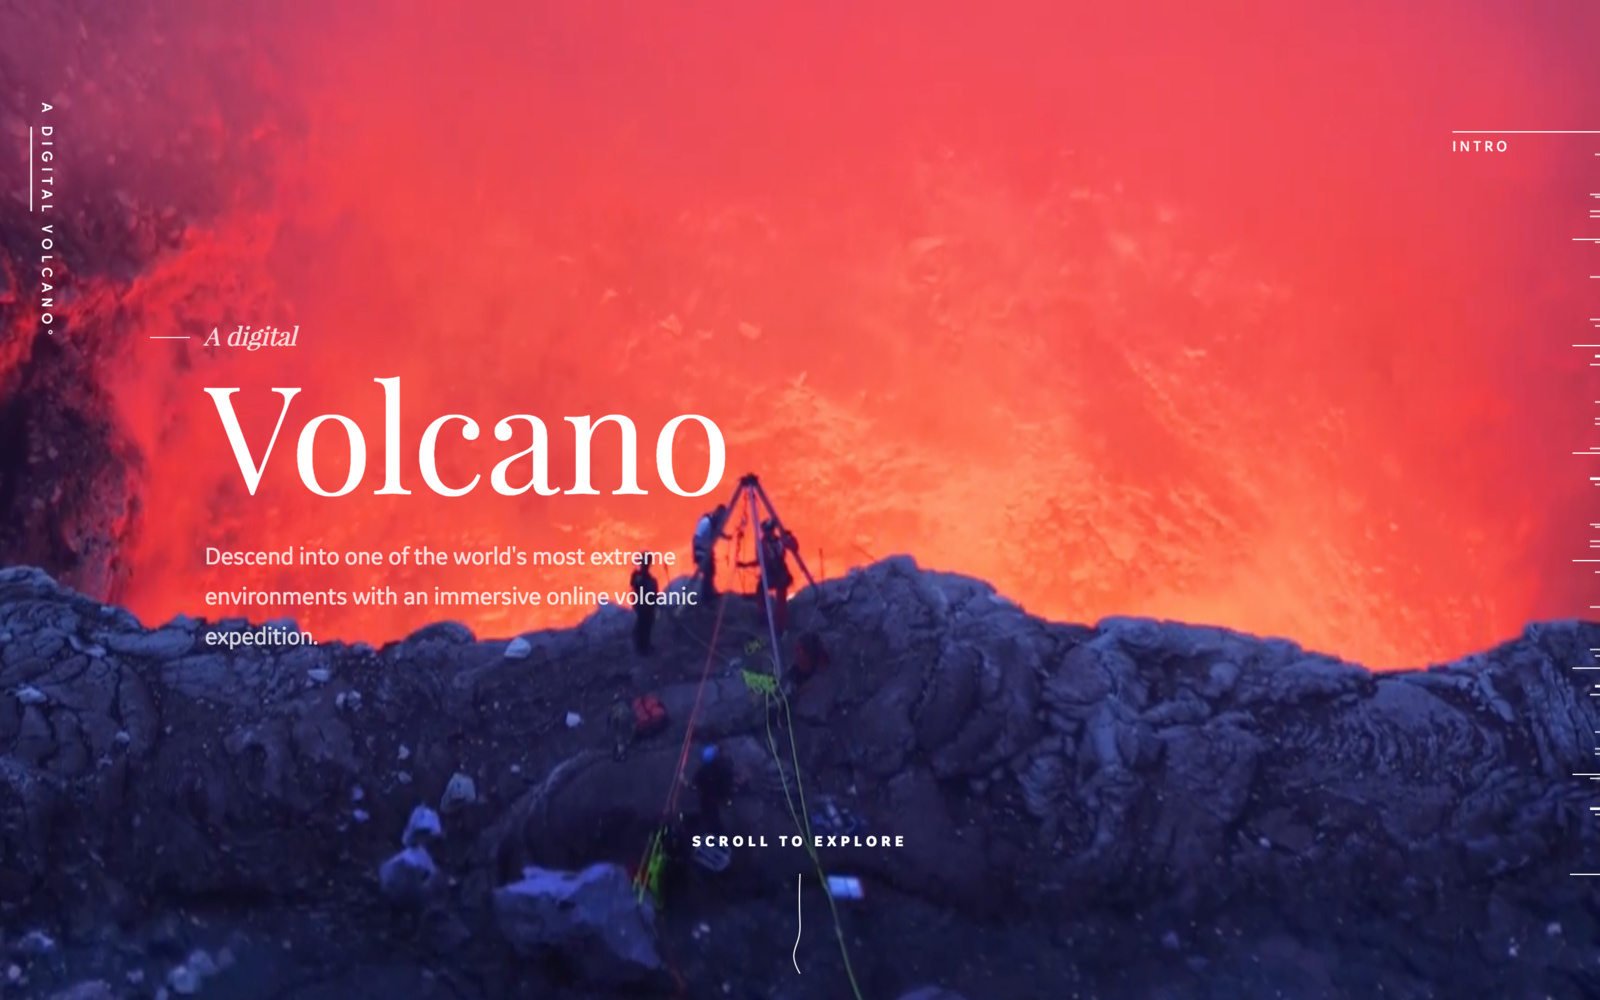 A DIGITAL VOLCANO°
INTRO
A digital
Volcano
Descend into one of the world's most extreme
environments with an immersive online volcanic
expedition.
SCROLL TO EXPLORE